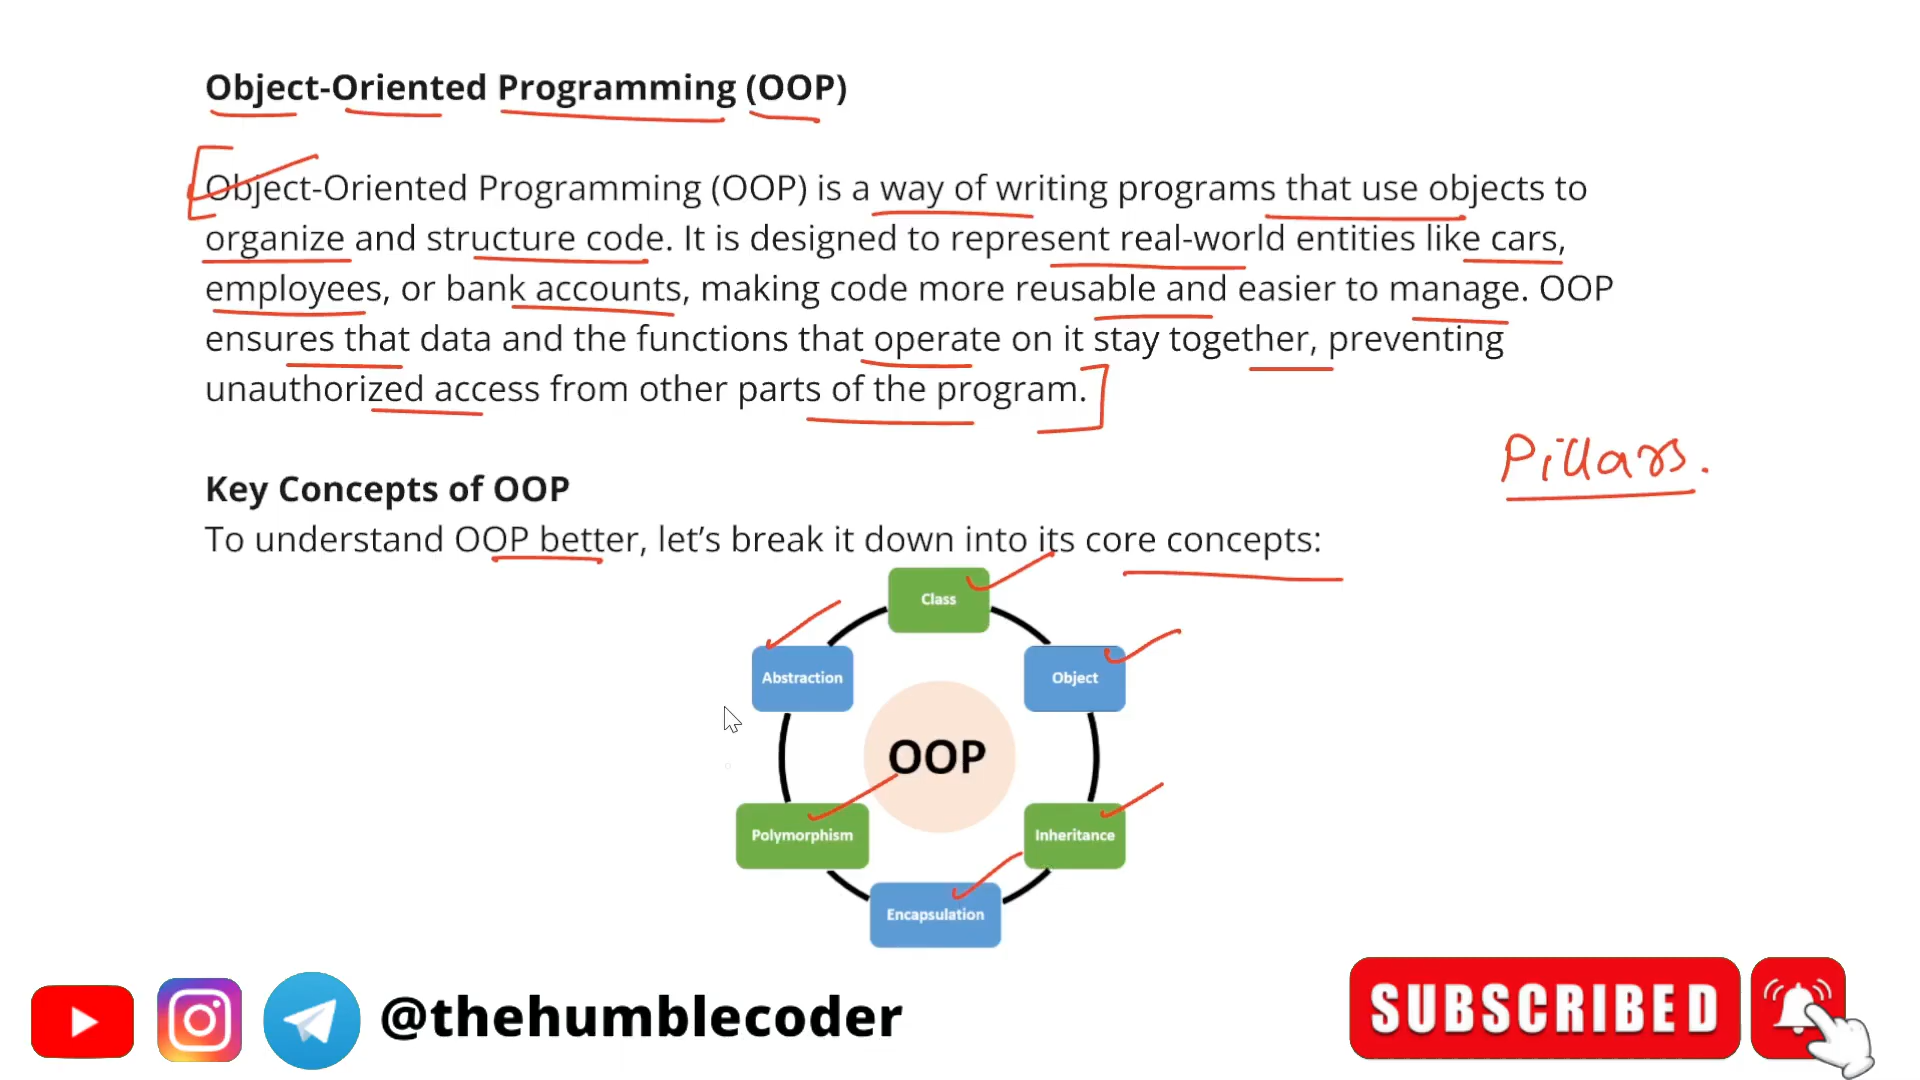 Object-Oriented Programming (OOP)
Object-Oriented Programming (OOP) is a way of writing programs that use objects to
organize and structure code. It is designed to represent real-world entities like cars,
employees, or bank accounts, making code more reusable and easier to manage. OOP
ensures that data and the functions that operate on it stay together, preventing
unauthorized access from other parts of the program.
Pillars.
Key Concepts of OOP
To understand OOP better, let’s break it down into its core concepts:
Class
Abstraction
Object
OOP
Polymorphism
Inheritance
Encapsulation
@thehumblecoder
SUBSCRIBED